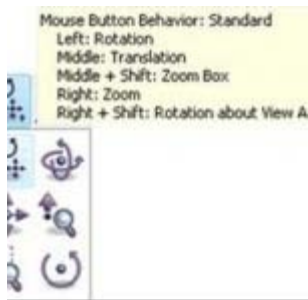 Mouse Button Behavior: Standard
Left: Rotation
Middle: Translation
Middle + Shift: Zoom Box
Right: Zoom
Right + Shift: Rotation about View A